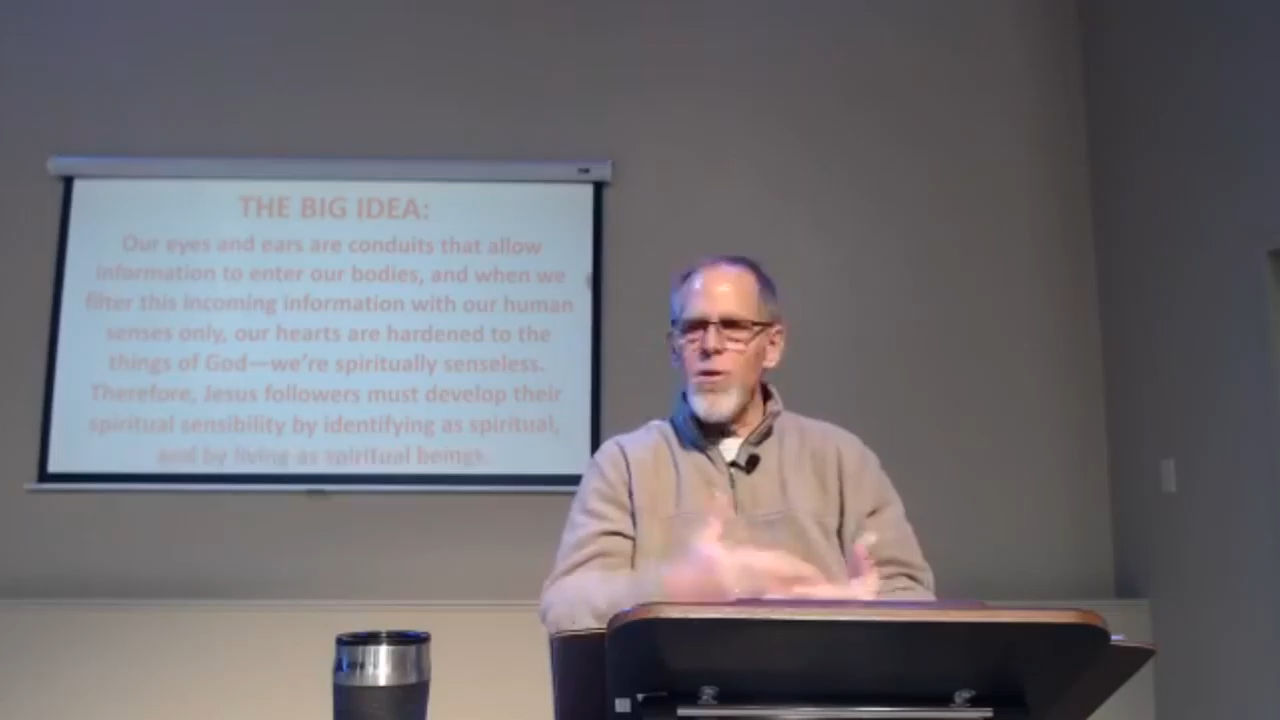 THE BIG IDEA:
Our eyes and ears are conduits that allow
information to enter our bodies, and when we
filter this incoming information with our human
senses only, our hearts are hardened to the
things of God—we're spiritually senseless.
Therefore, Jesus followers must develop their
spiritual sensibility by identifying as spiritual,
and by living as spiritual beings.